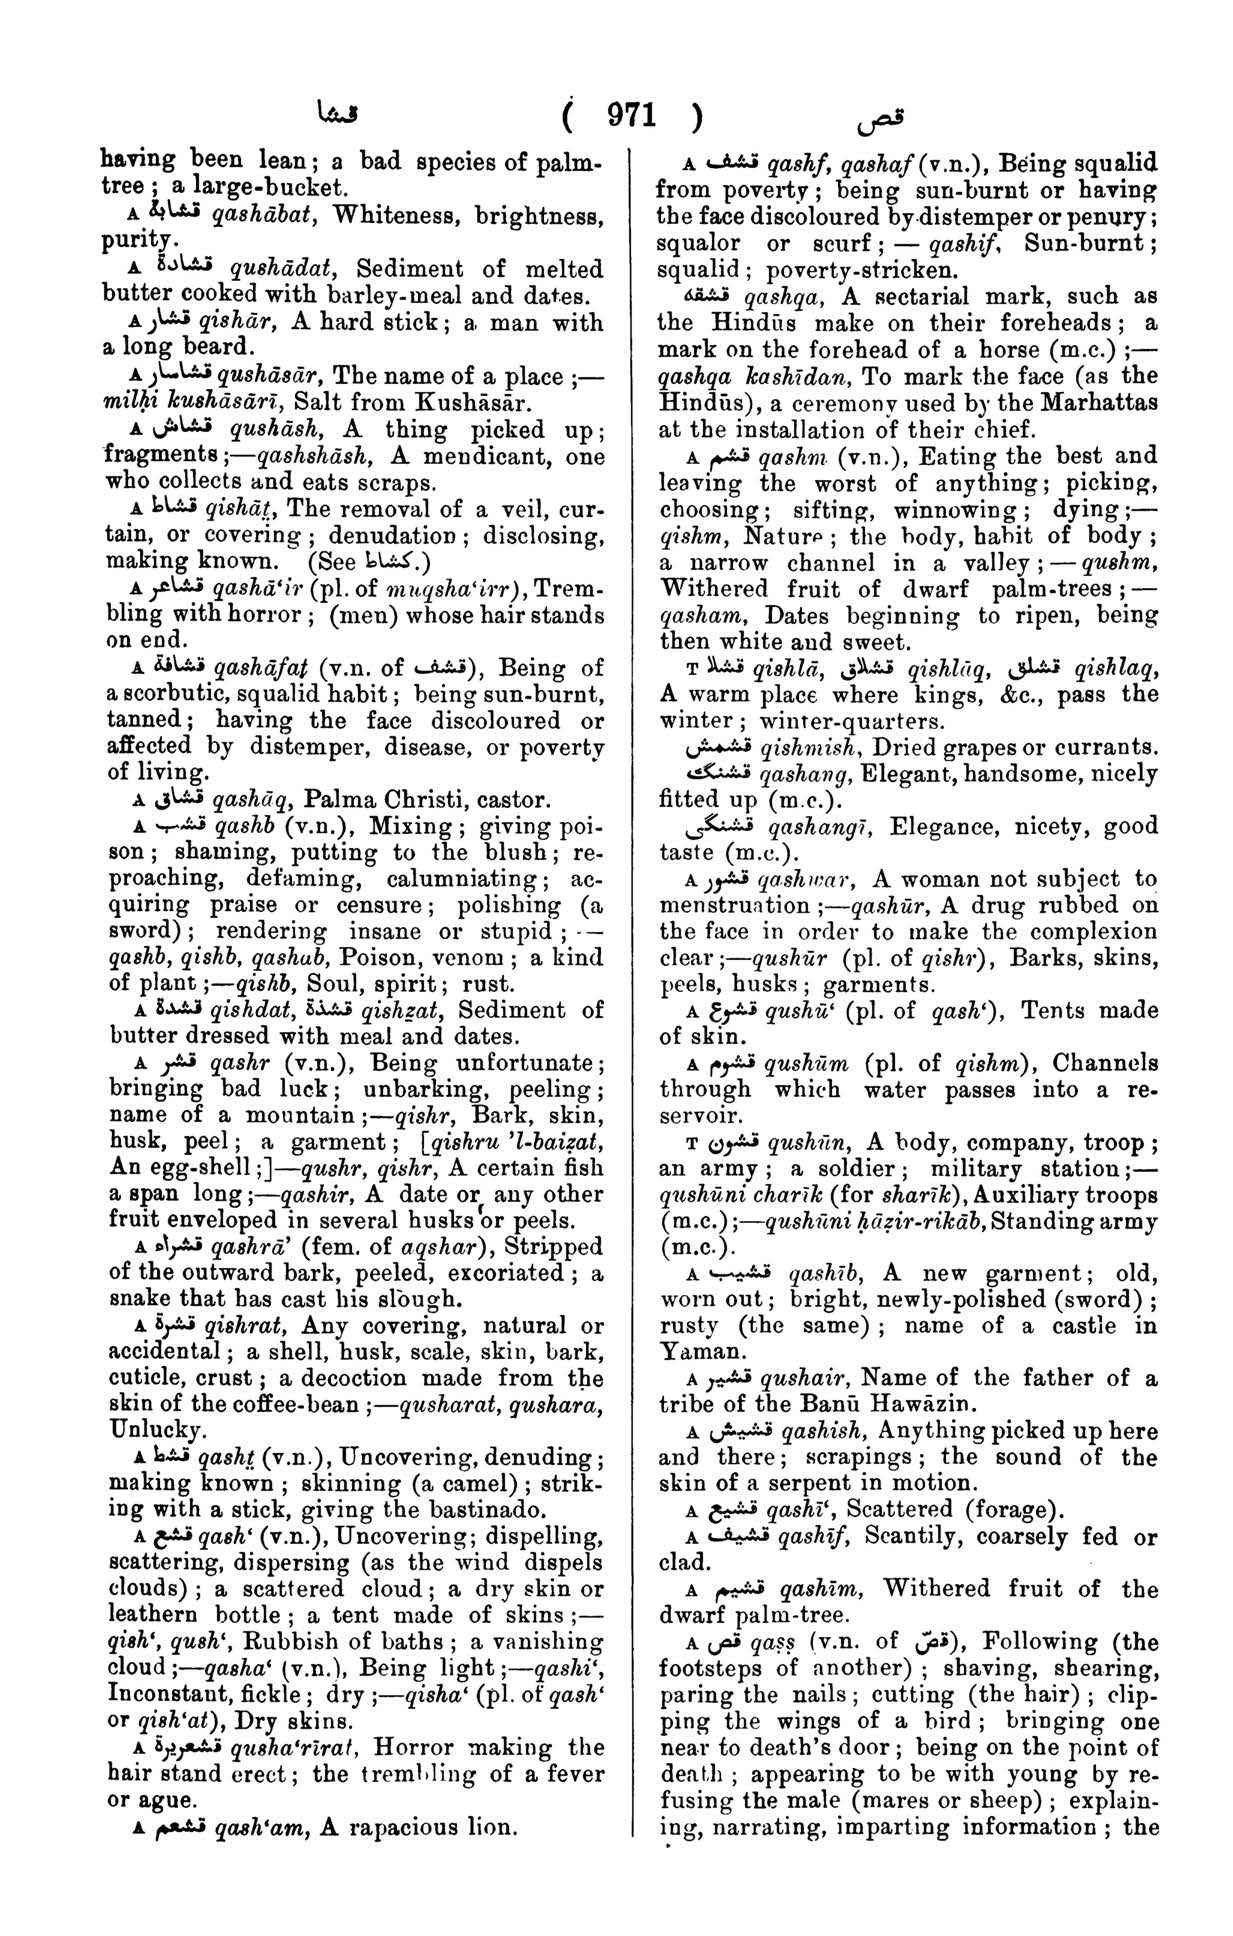 قشا ( 971 ) قص
having been lean; a bad species of palm-
tree; a large-bucket.
A قشابة qashābat, Whiteness, brightness,
purity.
A قشادة qushādat, Sediment of melted
butter cooked with barley-meal and dates.
A قشار qishār, A hard stick; a man with
a long beard.
A قشاسار qushāsār, The name of a place;—
milḥi kushāsārī, Salt from Kushāsār.
A قشاش qushāsh, A thing picked up;
fragments;—qashshāsh, A mendicant, one
who collects and eats scraps.
A قشاط qishāt̤, The removal of a veil, cur-
tain, or covering; denudation; disclosing,
making known. (See كشاط.)
A قشاعر qashā‘ir (pl. of muqsha‘irr), Trem-
bling with horror; (men) whose hair stands
on end.
A قشافة qashāfat (v.n. of قشف), Being of
a scorbutic, squalid habit; being sun-burnt,
tanned; having the face discoloured or
affected by distemper, disease, or poverty
of living.
A قشاق qashāq, Palma Christi, castor.
A قشب qashb (v.n.), Mixing; giving poi-
son; shaming, putting to the blush; re-
proaching, defaming, calumniating; ac-
quiring praise or censure; polishing (a
sword); rendering insane or stupid;—
qashb, qishb, qashab, Poison, venom; a kind
of plant;—qishb, Soul, spirit; rust.
A قشدة qishdat, قشذة qishẕat, Sediment of
butter dressed with meal and dates.
A قشر qashr (v.n.), Being unfortunate;
bringing bad luck; unbarking, peeling;
name of a mountain;—qishr, Bark, skin,
husk, peel; a garment; [qishru ’l-baiẓat,
An egg-shell;]—qushr, qishr, A certain fish
a span long;—qashir, A date or any other
fruit enveloped in several husks or peels.
A قشراء qashrā’ (fem. of aqshar), Stripped
of the outward bark, peeled, excoriated; a
snake that has cast his slough.
A قشرة qishrat, Any covering, natural or
accidental; a shell, husk, scale, skin, bark,
cuticle, crust; a decoction made from the
skin of the coffee-bean;—qusharat, qushara,
Unlucky.
A قشط qasht̤ (v.n.), Uncovering, denuding;
making known; skinning (a camel); strik-
ing with a stick, giving the bastinado.
A قشع qash‘ (v.n.), Uncovering; dispelling,
scattering, dispersing (as the wind dispels
clouds); a scattered cloud; a dry skin or
leathern bottle; a tent made of skins;—
qish‘, qush‘, Rubbish of baths; a vanishing
cloud;—qasha‘ (v.n.), Being light;—qashi‘,
Inconstant, fickle; dry;—qisha‘ (pl. of qash‘
or qish‘at), Dry skins.
A قشعريرة qusha‘rīrat, Horror making the
hair stand erect; the trembling of a fever
or ague.
A قشعم qash‘am, A rapacious lion.
A قشف qashf, qashaf (v.n.), Being squalid
from poverty; being sun-burnt or having
the face discoloured by distemper or penury;
squalor or scurf;— qashif, Sun-burnt;
squalid; poverty-stricken.
قشقه qashqa, A sectarial mark, such as
the Hindūs make on their foreheads; a
mark on the forehead of a horse (m.c.);—
qashqa kashīdan, To mark the face (as the
Hindūs), a ceremony used by the Marhattas
at the installation of their chief.
A قشم qashm (v.n.), Eating the best and
leaving the worst of anything; picking,
choosing; sifting, winnowing; dying;—
qishm, Nature; the body, habit of body;
a narrow channel in a valley;—qushm,
Withered fruit of dwarf palm-trees;—
qasham, Dates beginning to ripen, being
then white and sweet.
T قشلا qishlā, قشلاق qishlāq, قشلق qishlaq,
A warm place where kings, &c., pass the
winter; winter-quarters.
قشمش qishmish, Dried grapes or currants.
قشنگ qashang, Elegant, handsome, nicely
fitted up (m.c.).
قشنگی qashangī, Elegance, nicety, good
taste (m.c.).
A قشور qashwar, A woman not subject to
menstruation;—qashūr, A drug rubbed on
the face in order to make the complexion
clear;—qushūr (pl. of qishr), Barks, skins,
peels, husks; garments.
A قشوع qushū‘ (pl. of qash‘), Tents made
of skin.
A قشوم qushūm (pl. of qishm), Channels
through which water passes into a re-
servoir.
T قشون qushūn, A body, company, troop;
an army; a soldier; military station;—
qushūni charīk (for sharīk), Auxiliary troops
(m.c.);—qushūni ḥāẓir-rikāb, Standing army
(m.c.).
A قشیب qashīb, A new garment; old,
worn out; bright, newly-polished (sword);
rusty (the same); name of a castle in
Yaman.
A قشیر qushair, Name of the father of a
tribe of the Banū Hawāzin.
A قشیش qashish, Anything picked up here
and there; scrapings; the sound of the
skin of a serpent in motion.
A قشیع qashī‘, Scattered (forage).
A قشیف qashīf, Scantily, coarsely fed or
clad.
A قشیم qashīm, Withered fruit of the
dwarf palm-tree.
A قص qaṣṣ (v.n. of قصّ), Following (the
footsteps of another); shaving, shearing,
paring the nails; cutting (the hair); clip-
ping the wings of a bird; bringing one
near to death’s door; being on the point of
death; appearing to be with young by re-
fusing the male (mares or sheep); explain-
ing, narrating, imparting information; the